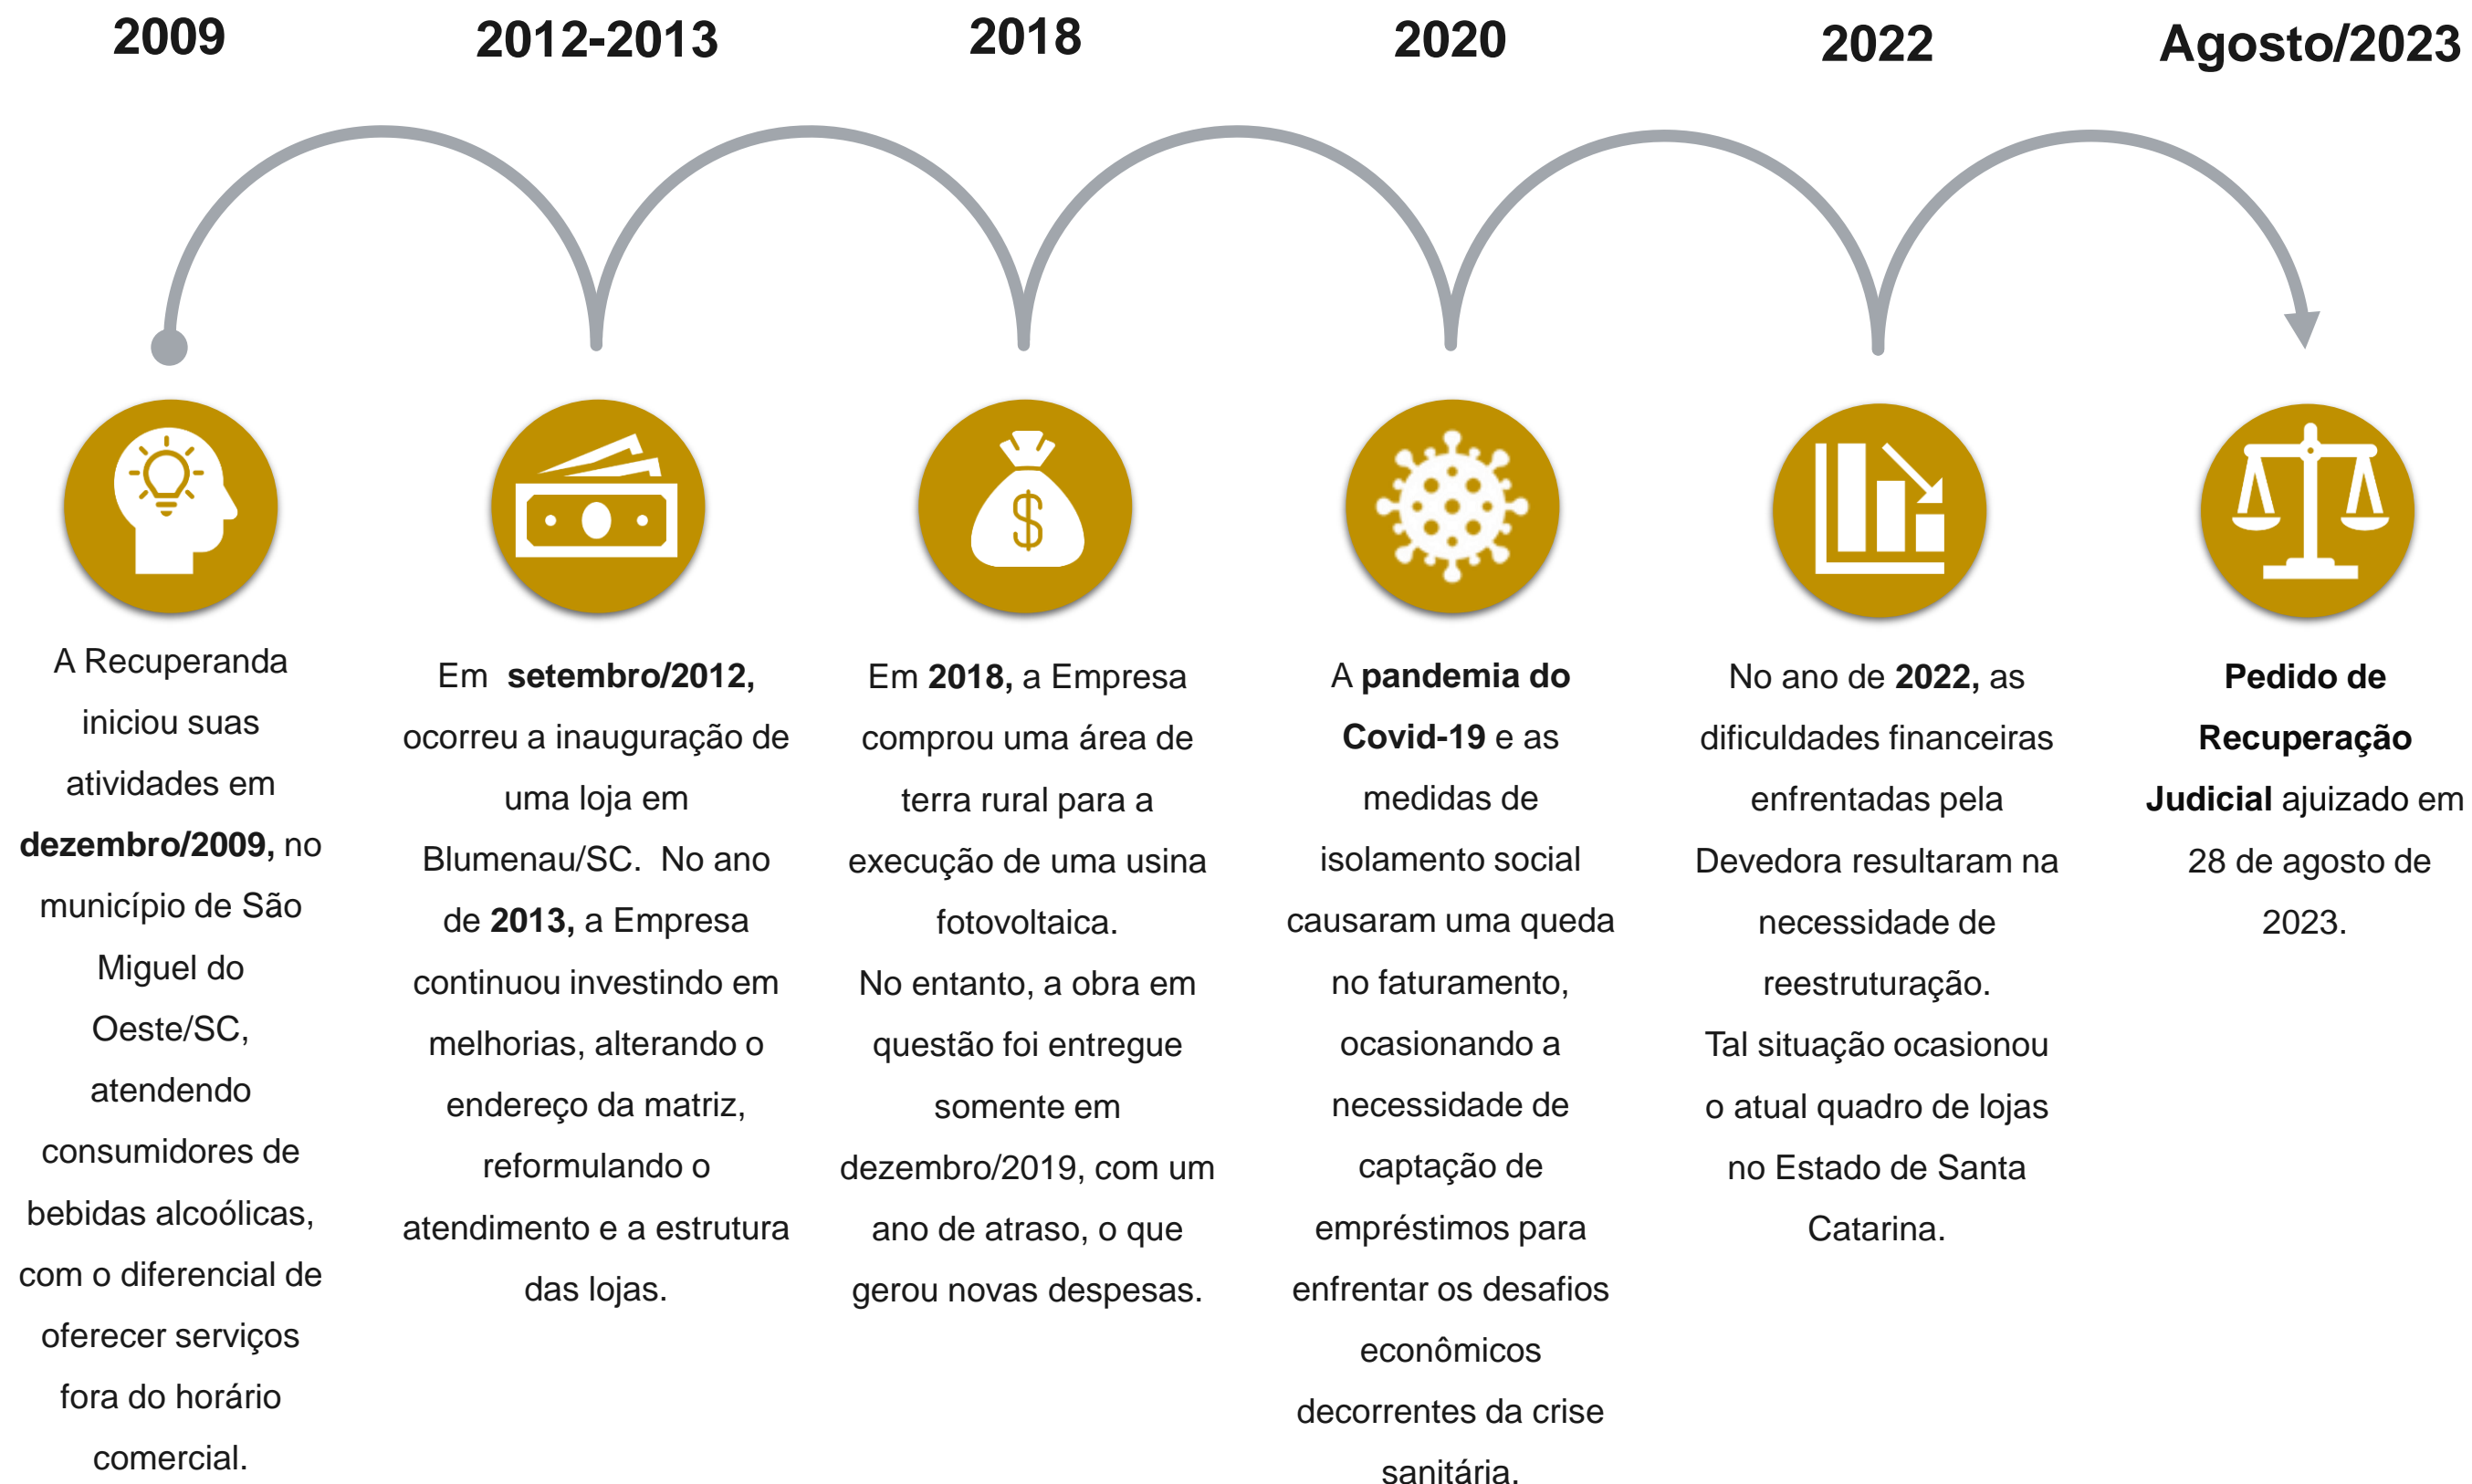 2009
2012-2013
2018
2020
2022
Agosto/2023
A Recuperanda
iniciou suas
atividades em
dezembro/2009, no
município de São
Miguel do
Oeste/SC,
atendendo
consumidores de
bebidas alcoólicas,
com o diferencial de
oferecer serviços
fora do horário
comercial.
Em setembro/2012,
ocorreu a inauguração de
uma loja em
Blumenau/SC. No ano
de 2013, a Empresa
continuou investindo em
melhorias, alterando o
endereço da matriz,
reformulando o
atendimento e a estrutura
das lojas.
Em 2018, a Empresa
comprou uma área de
terra rural para a
execução de uma usina
fotovoltaica.
No entanto, a obra em
questão foi entregue
somente em
dezembro/2019, com um
ano de atraso, o que
gerou novas despesas.
A pandemia do
Covid-19 e as
medidas de
isolamento social
causaram uma queda
no faturamento,
ocasionando a
necessidade de
captação de
empréstimos para
enfrentar os desafios
econômicos
decorrentes da crise
sanitária.
No ano de 2022, as
dificuldades financeiras
enfrentadas pela
Devedora resultaram na
necessidade de
reestruturação.
Tal situação ocasionou
o atual quadro de lojas
no Estado de Santa
Catarina.
Pedido de
Recuperação
Judicial ajuizado em
28 de agosto de
2023.